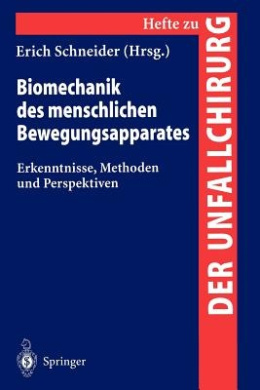 Hefte zu
DER UNFALLCHIRURG
Erich Schneider (Hrsg.)
Biomechanik
des menschlichen
Bewegungsapparates
Erkenntnisse, Methoden
und Perspektiven
Springer